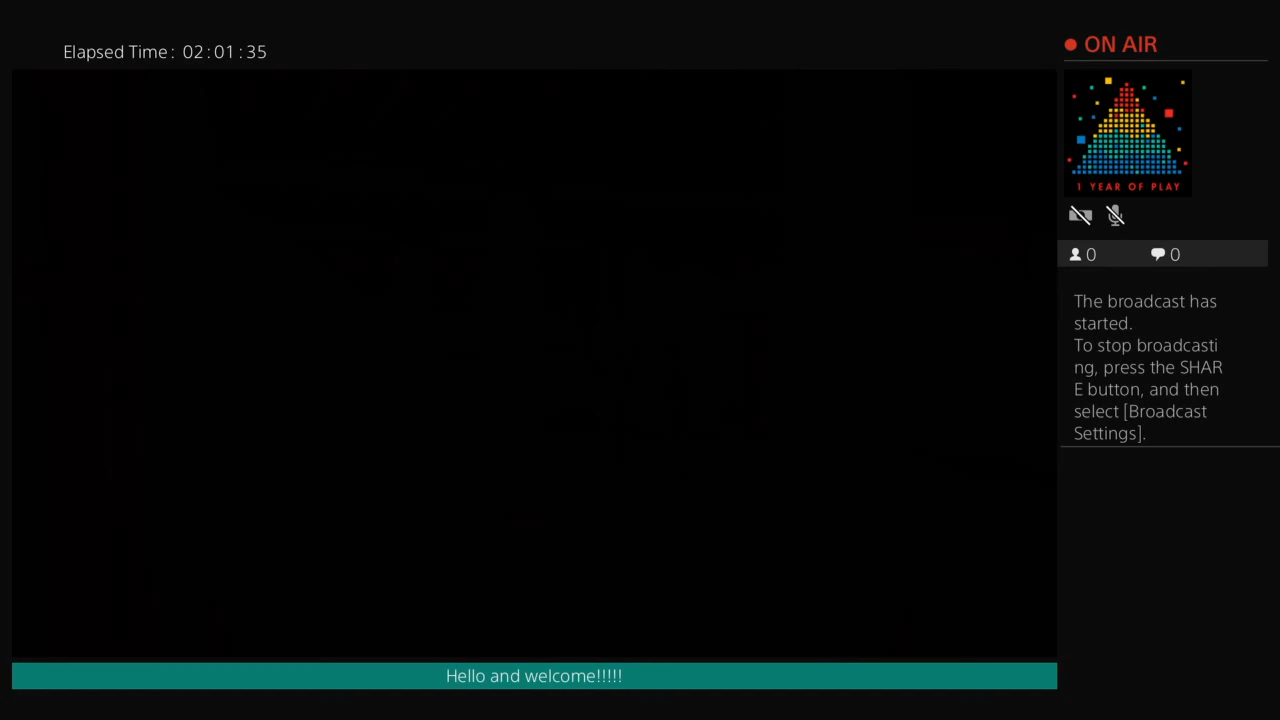 Elapsed Time: 02:01:35
ON AIR
1 YEAR OF PLAY
0 0
The broadcast has
started.
To stop broadcasti
ng, press the SHAR
E button, and then
select [Broadcast
Settings].
Hello and welcome!!!!!